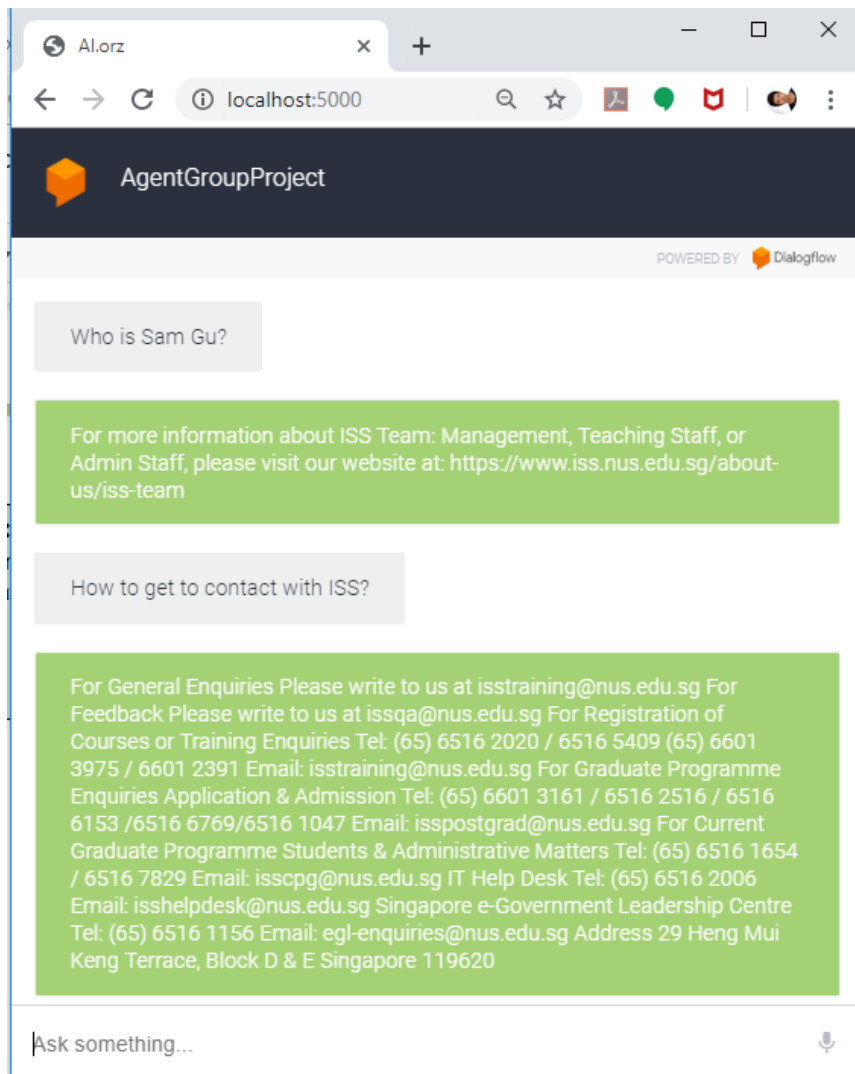 AI.orz
localhost:5000
AgentGroupProject
POWERED BY Dialogflow
Who is Sam Gu?
For more information about ISS Team: Management, Teaching Staff, or
Admin Staff, please visit our website at: https://www.iss.nus.edu.sg/about-
us/iss-team
How to get to contact with ISS?
For General Enquiries Please write to us at isstraining@nus.edu.sg For
Feedback Please write to us at issqa@nus.edu.sg For Registration of
Courses or Training Enquiries Tel: (65) 6516 2020 / 6516 5409 (65) 6601
3975 / 6601 2391 Email: isstraining@nus.edu.sg For Graduate Programme
Enquiries Application & Admission Tel: (65) 6601 3161 / 6516 2516 / 6516
6153 /6516 6769/6516 1047 Email: isspostgrad@nus.edu.sg For Current
Graduate Programme Students & Administrative Matters Tel: (65) 6516 1654
/ 6516 7829 Email: isscpg@nus.edu.sg IT Help Desk Tel: (65) 6516 2006
Email: isshelpdesk@nus.edu.sg Singapore e-Government Leadership Centre
Tel: (65) 6516 1156 Email: egl-enquiries@nus.edu.sg Address 29 Heng Mui
Keng Terrace, Block D & E Singapore 119620
Ask something...